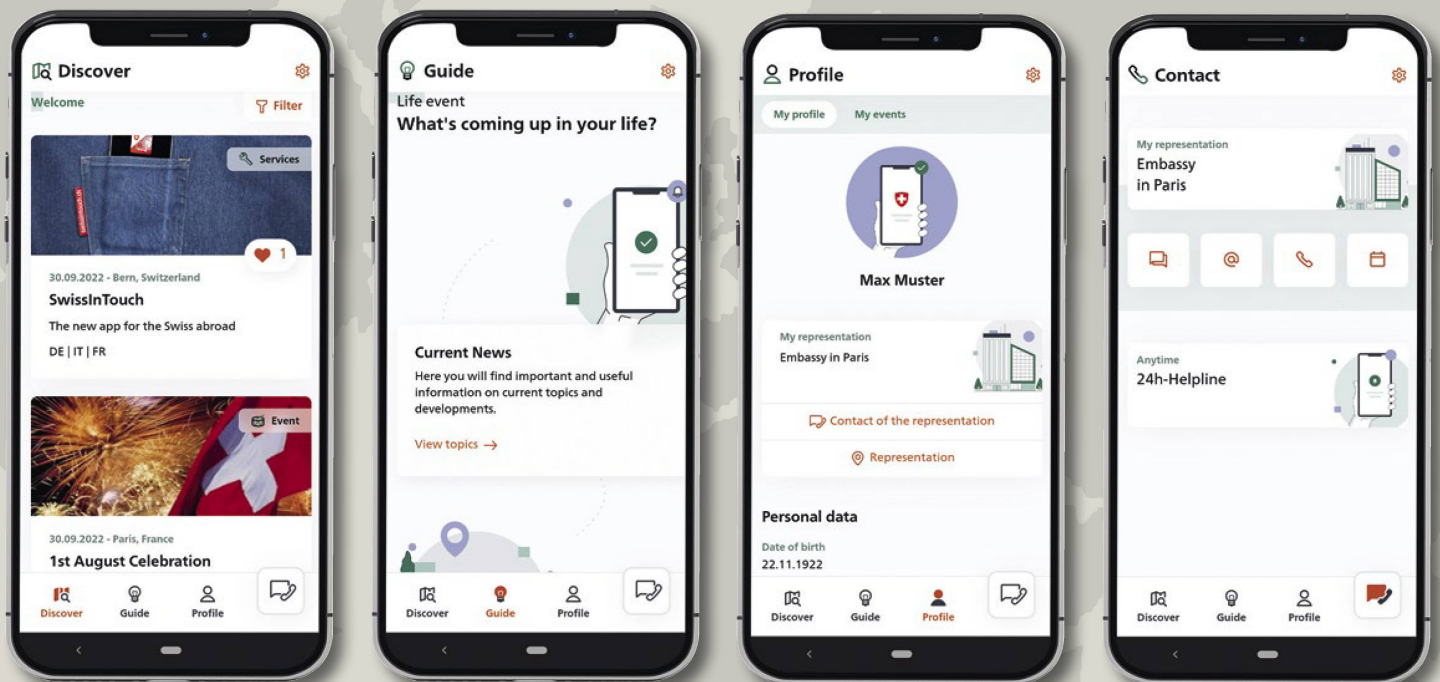 Discover
Welcome
Filter
Services
swissintouch.ch
1
30.09.2022 - Bern, Switzerland
SwissInTouch
The new app for the Swiss abroad
DE | IT | FR
Event
30.09.2022 - Paris, France
1st August Celebration
Discover
Guide
Profile
Guide
Life event
What's coming up in your life?
Current News
Here you will find important and useful
information on current topics and
developments.
View topics
Discover
Guide
Profile
Profile
My profile
My events
Max Muster
My representation
Embassy in Paris
Contact of the representation
Representation
Personal data
Date of birth
22.11.1922
Discover
Guide
Profile
Contact
My representation
Embassy
in Paris
Anytime
24h-Helpline
Discover
Guide
Profile